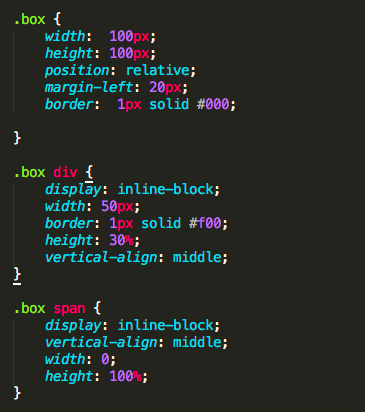 .box {
    width:  100px;
    height: 100px;
    position: relative;
    margin-left: 20px;
    border:  1px solid #000;
}
.box div {
    display: inline-block;
    width: 50px;
    border: 1px solid #f00;
    height: 30%;
    vertical-align: middle;
}
.box span {
    display: inline-block;
    vertical-align: middle;
    width: 0;
    height: 100%;
}